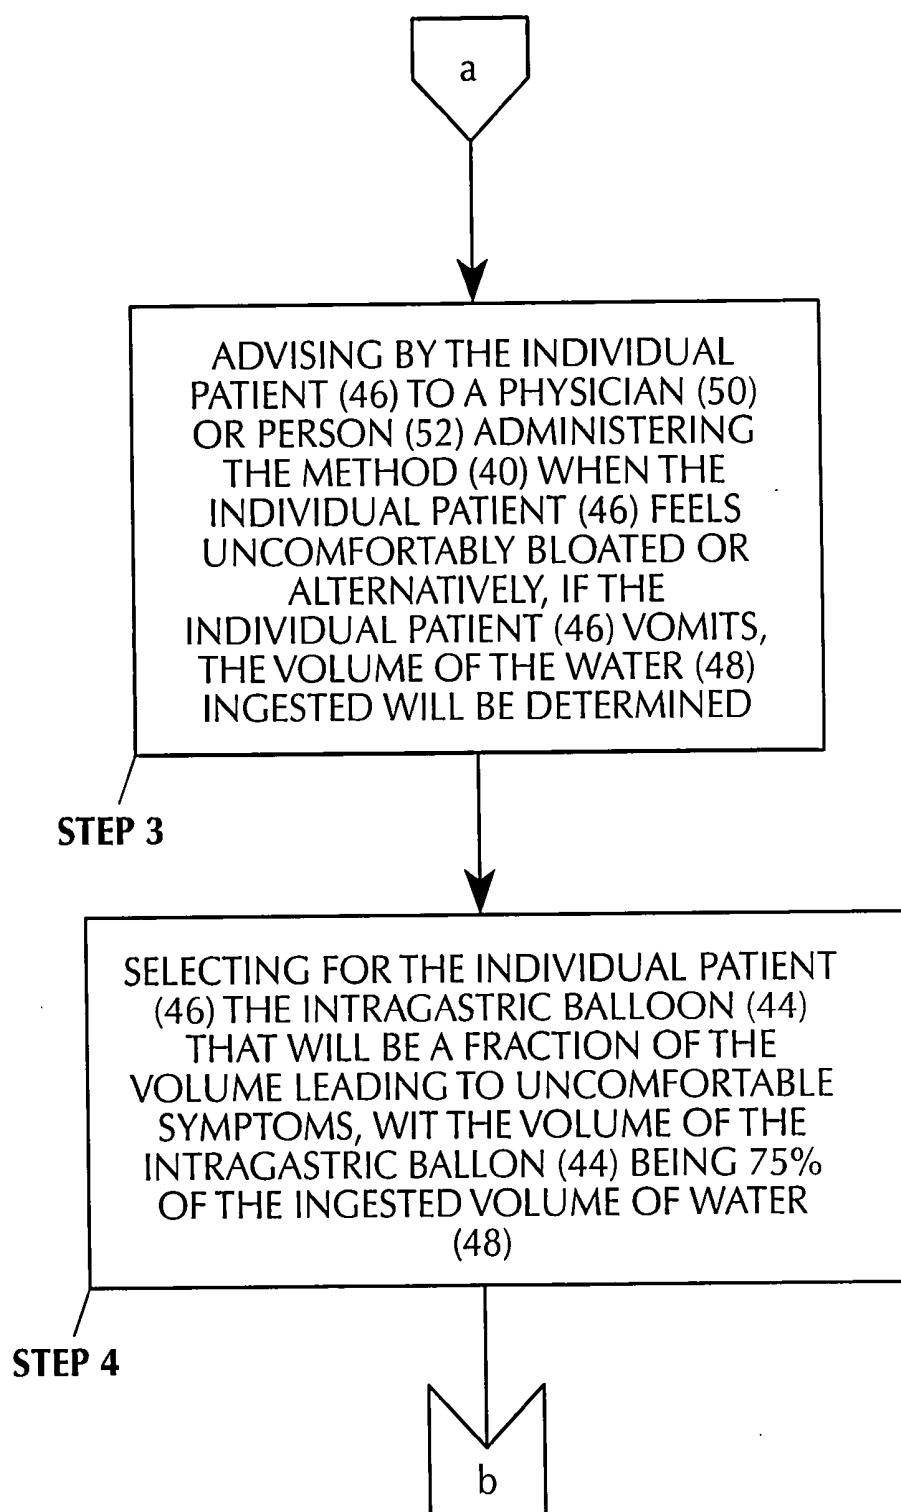 a
ADVISING BY THE INDIVIDUAL
PATIENT (46) TO A PHYSICIAN (50)
OR PERSON (52) ADMINISTERING
THE METHOD (40) WHEN THE
INDIVIDUAL PATIENT (46) FEELS
UNCOMFORTABLY BLOATED OR
ALTERNATIVELY, IF THE
INDIVIDUAL PATIENT (46) VOMITS,
THE VOLUME OF THE WATER (48)
INGESTED WILL BE DETERMINED
STEP 3
SELECTING FOR THE INDIVIDUAL PATIENT
(46) THE INTRAGASTRIC BALLOON (44)
THAT WILL BE A FRACTION OF THE
VOLUME LEADING TO UNCOMFORTABLE
SYMPTOMS, WIT THE VOLUME OF THE
INTRAGASTRIC BALLON (44) BEING 75%
OF THE INGESTED VOLUME OF WATER
(48)
STEP 4
b